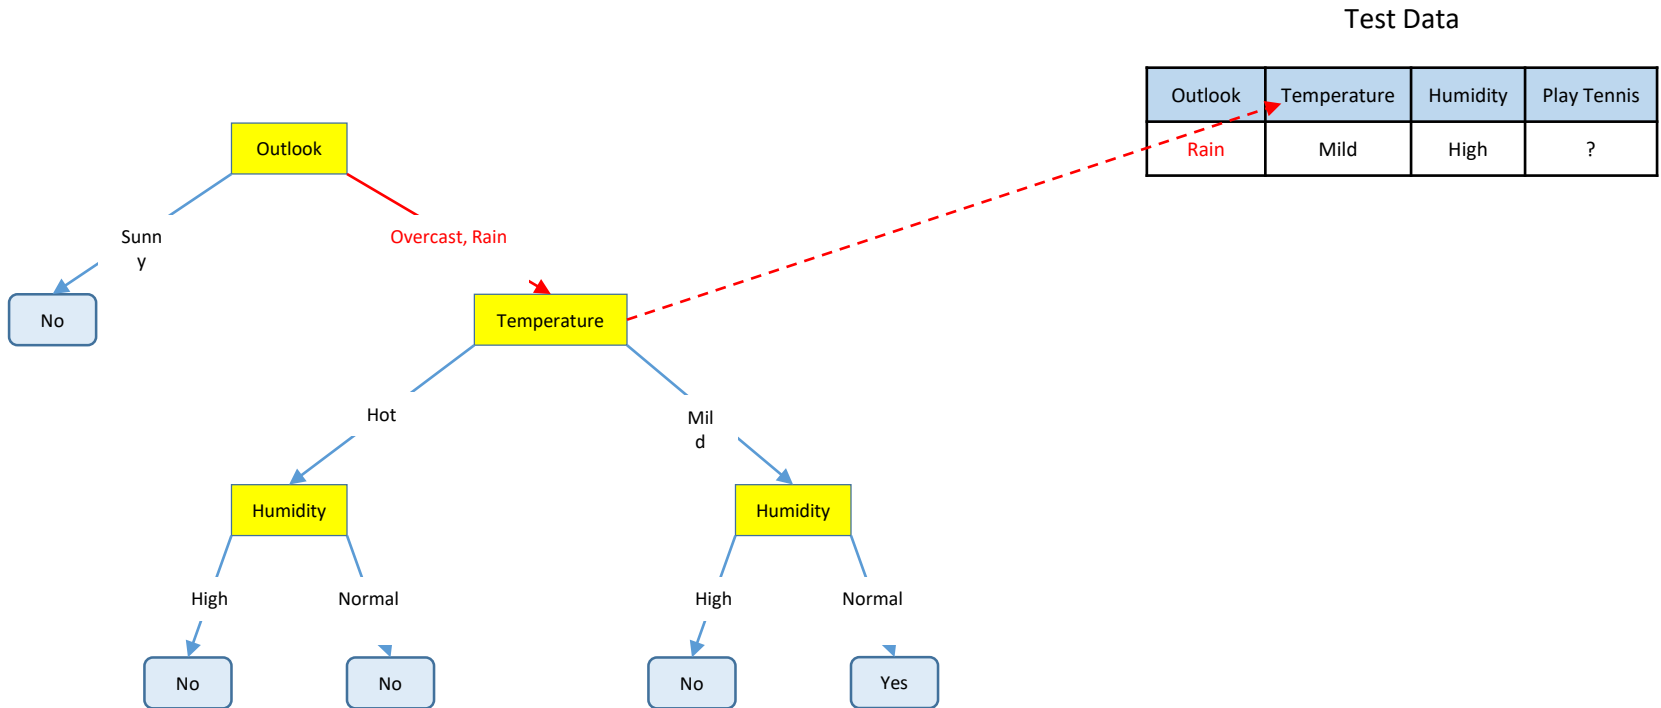 Test Data
Outlook Temperature Humidity Play Tennis
Rain Mild High ?
Outlook
Sunn
y
Overcast, Rain
No
Temperature
Hot
Mil
d
Humidity
Humidity
High
Normal
High
Normal
No
No
No
Yes